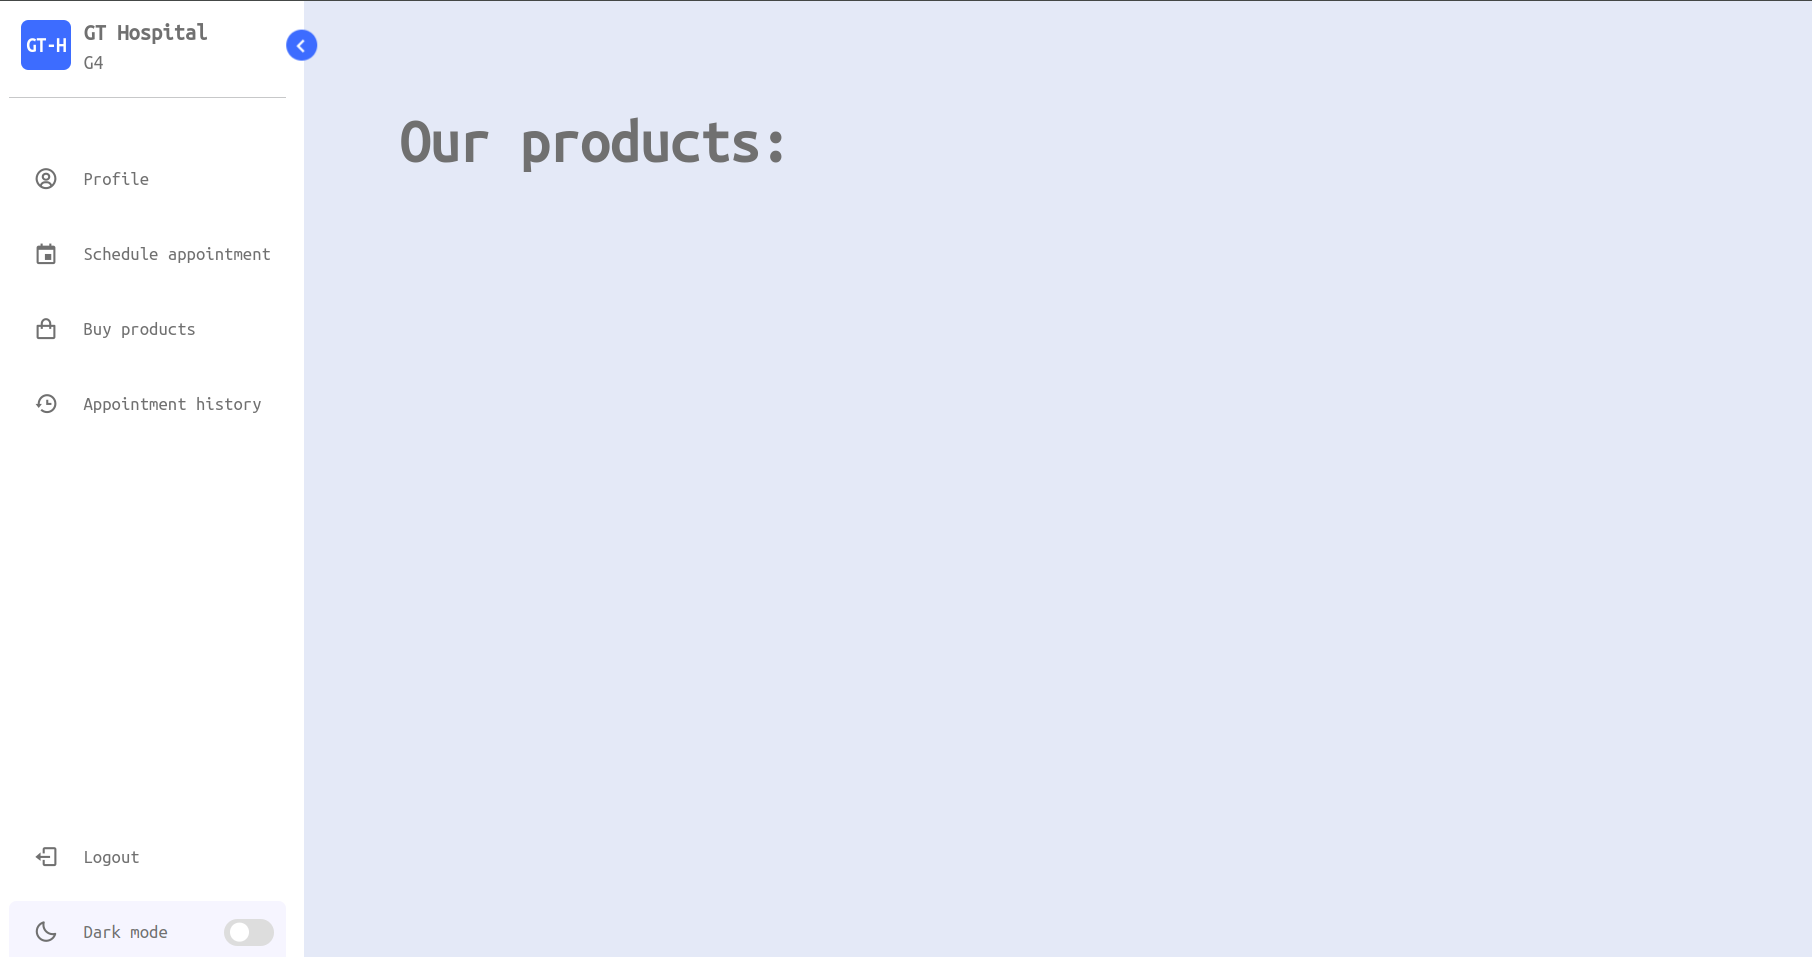 GT-H
GT Hospital
G4
Profile
Schedule appointment
Buy products
Appointment history
Logout
Dark mode
Our products: